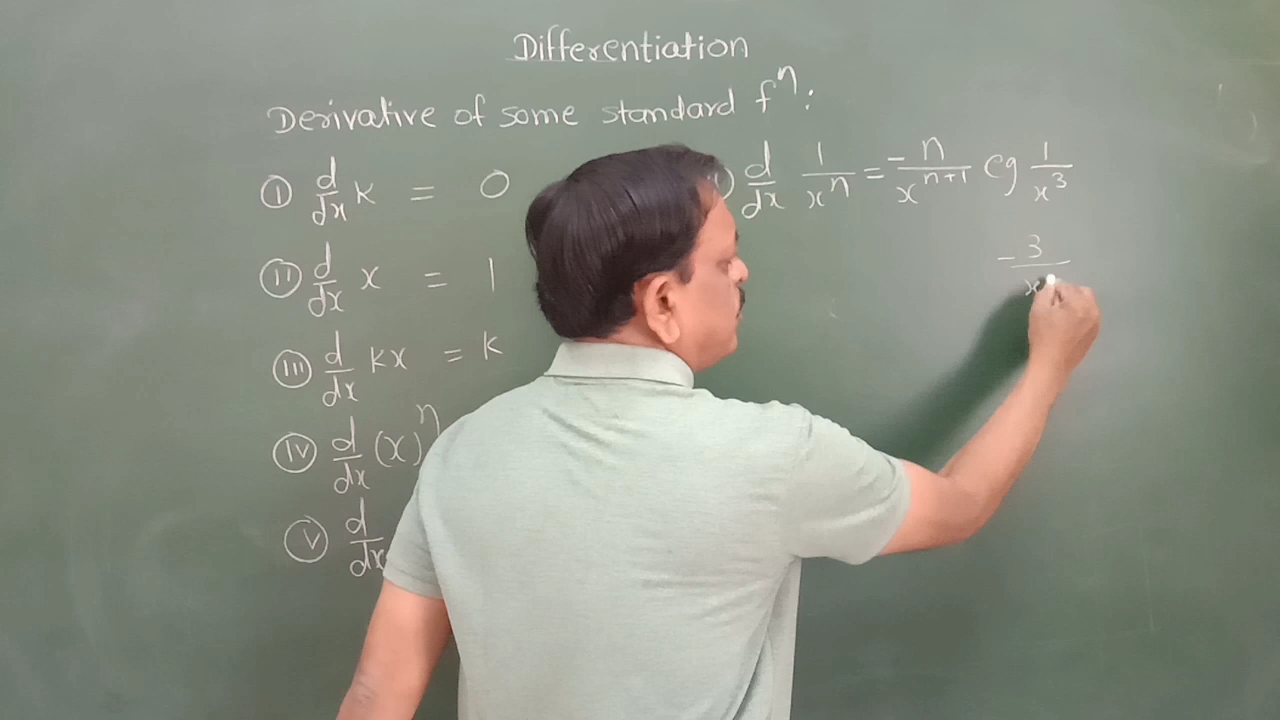 Differentiation
Derivative of some standard fⁿ:
(i) d/dx k = 0
(ii) d/dx x = 1
(iii) d/dx kx = k
(iv) d/dx (x)ⁿ
(v) d/dx
) d/dx 1/xⁿ = -n/xⁿ⁺¹ eg 1/x³
-3/x